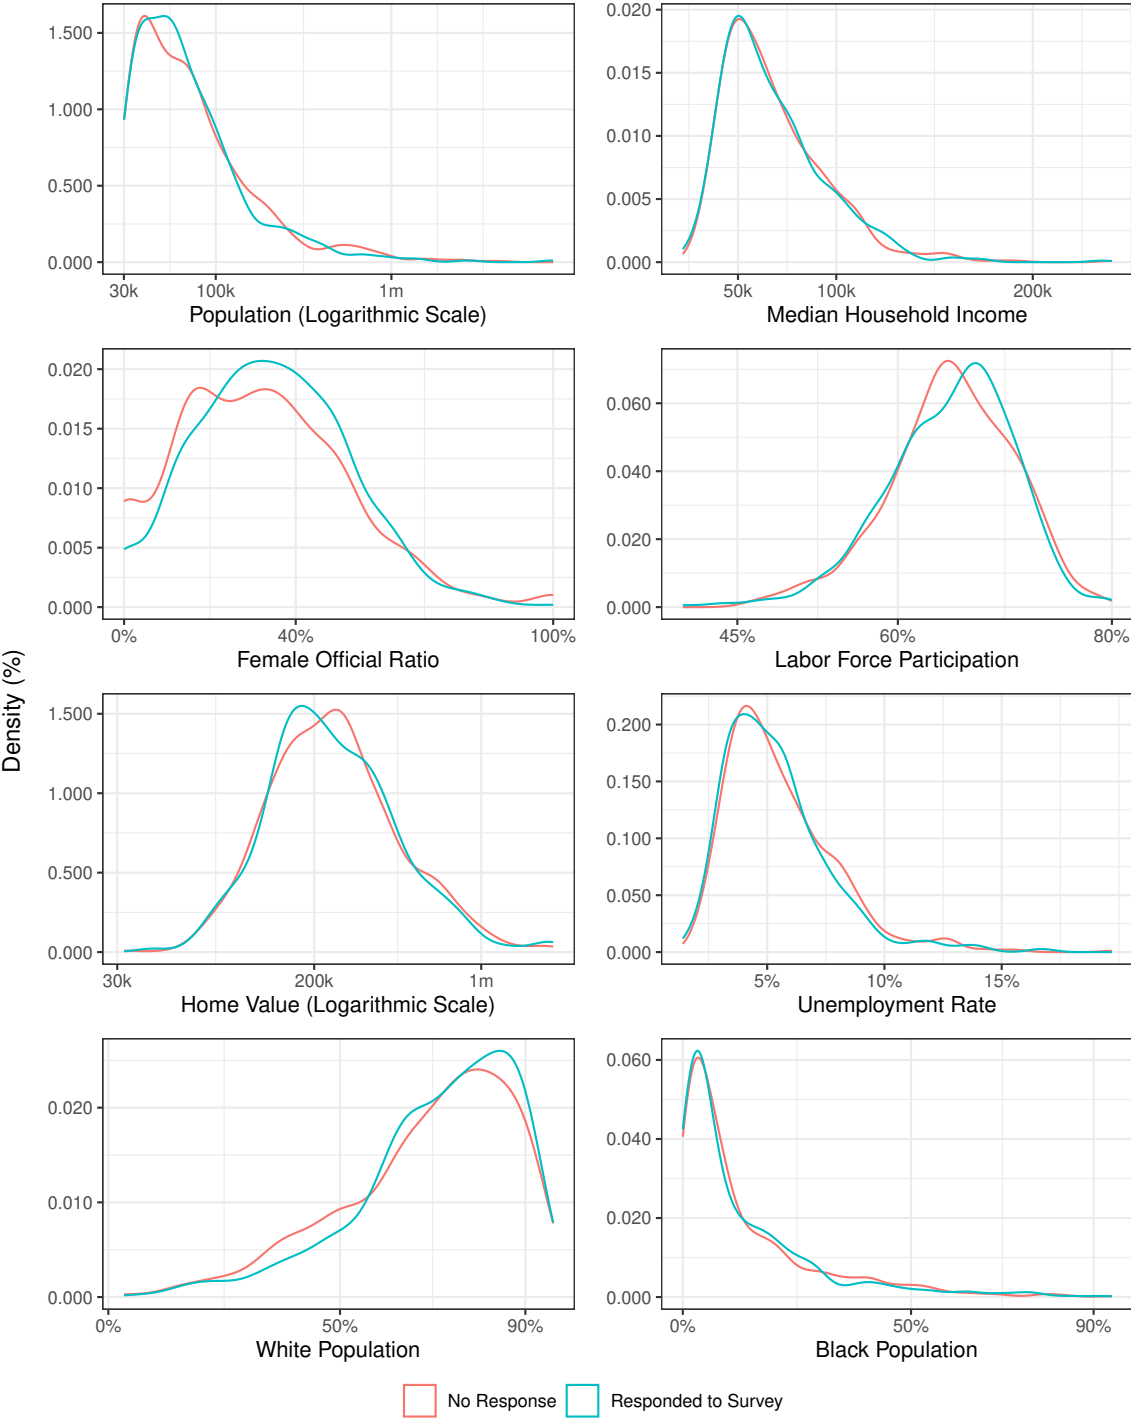 Density (%)
1.500
1.000
0.500
0.000
30k 100k 1m
Population (Logarithmic Scale)
0.020
0.015
0.010
0.005
0.000
50k 100k 200k
Median Household Income
0.020
0.015
0.010
0.005
0.000
0% 40% 100%
Female Official Ratio
0.060
0.040
0.020
0.000
45% 60% 80%
Labor Force Participation
1.500
1.000
0.500
0.000
30k 200k 1m
Home Value (Logarithmic Scale)
0.200
0.150
0.100
0.050
0.000
5% 10% 15%
Unemployment Rate
0.020
0.010
0.000
0% 50% 90%
White Population
0.060
0.040
0.020
0.000
0% 50% 90%
Black Population
No Response Responded to Survey